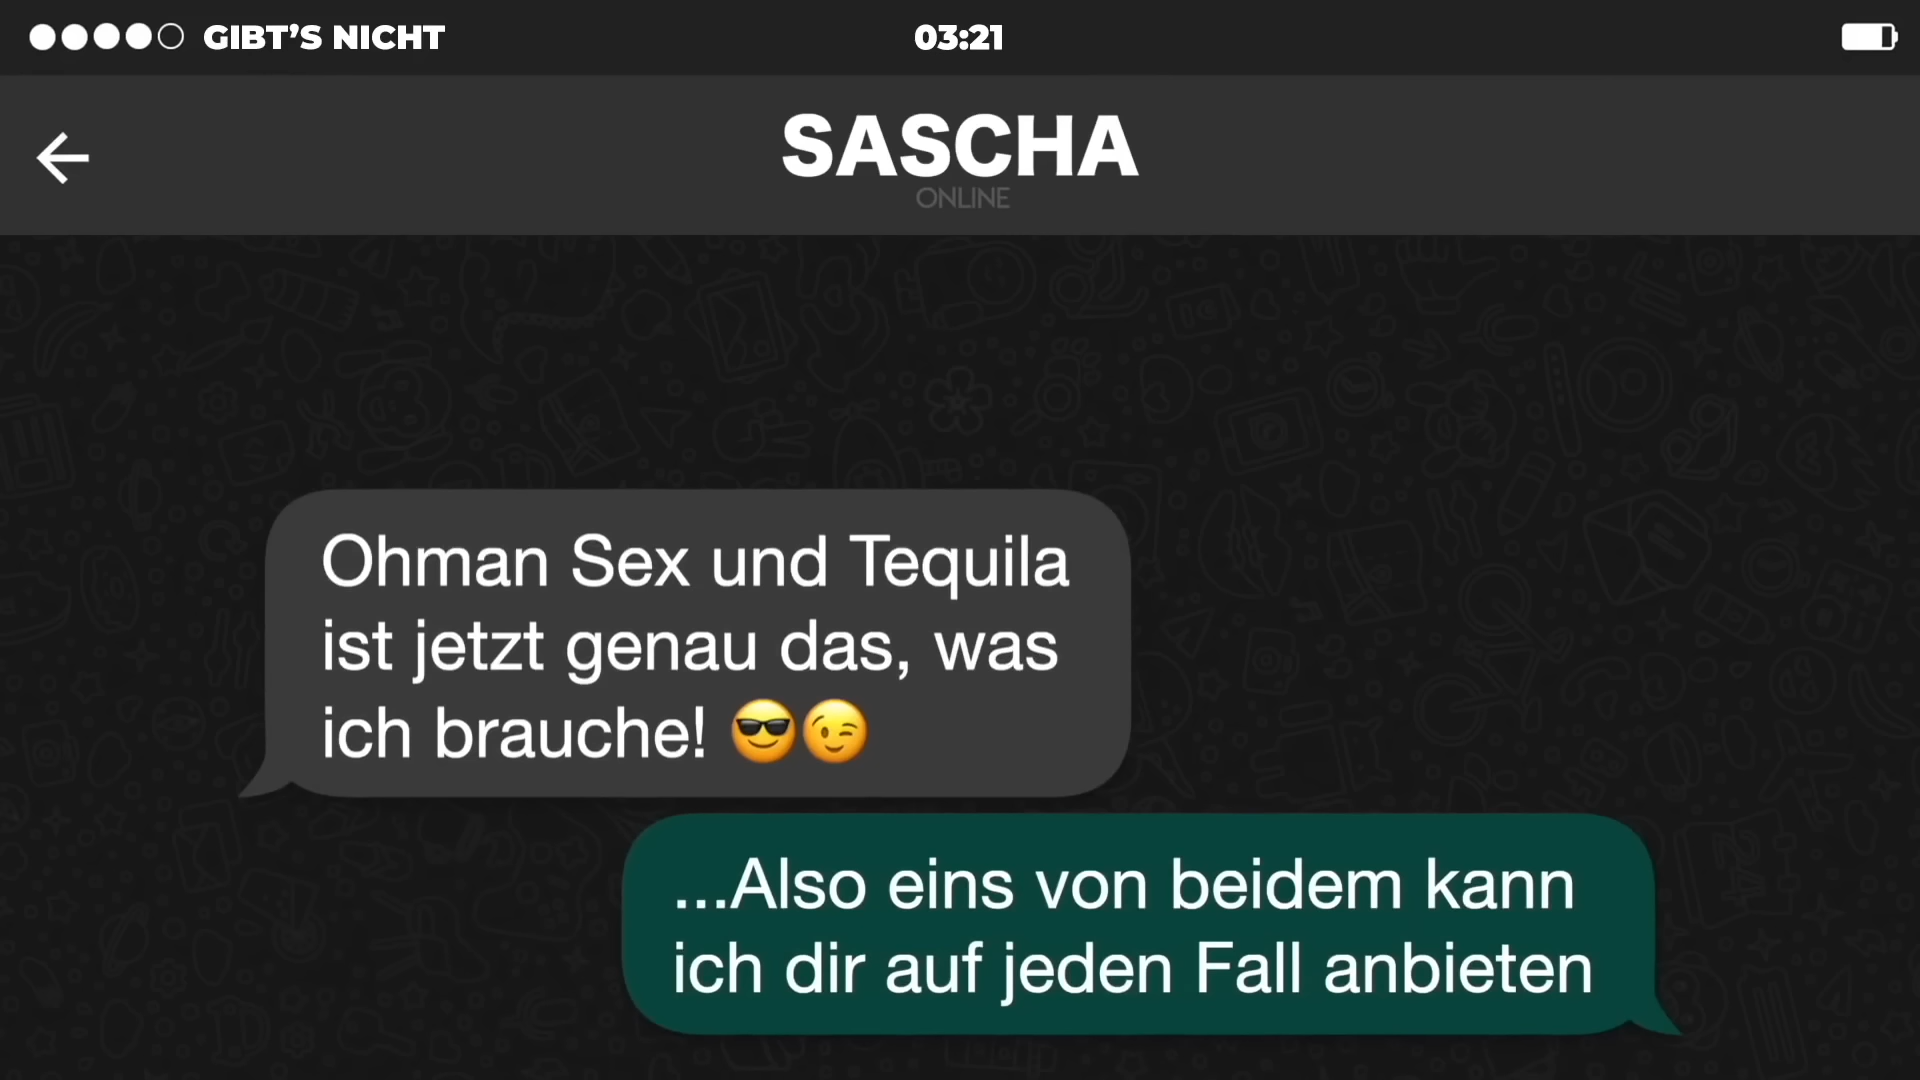 GIBT’S NICHT
03:21
SASCHA
ONLINE
Ohman Sex und Tequila
ist jetzt genau das, was
ich brauche! 😎😉
...Also eins von beidem kann
ich dir auf jeden Fall anbieten